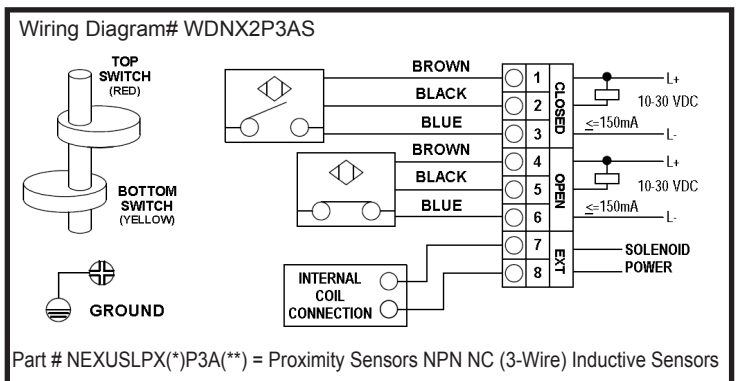 Wiring Diagram# WDNX2P3AS
TOP
SWITCH
(RED)
BOTTOM
SWITCH
(YELLOW)
GROUND
BROWN
BLACK
BLUE
BROWN
BLACK
BLUE
INTERNAL
COIL
CONNECTION
1
2
3
4
5
6
7
8
CLOSED
OPEN
EXT
L+
10-30 VDC
<=150mA
L-
L+
10-30 VDC
<=150mA
L-
SOLENOID
POWER
Part # NEXUSLPX(*)P3A(**) = Proximity Sensors NPN NC (3-Wire) Inductive Sensors